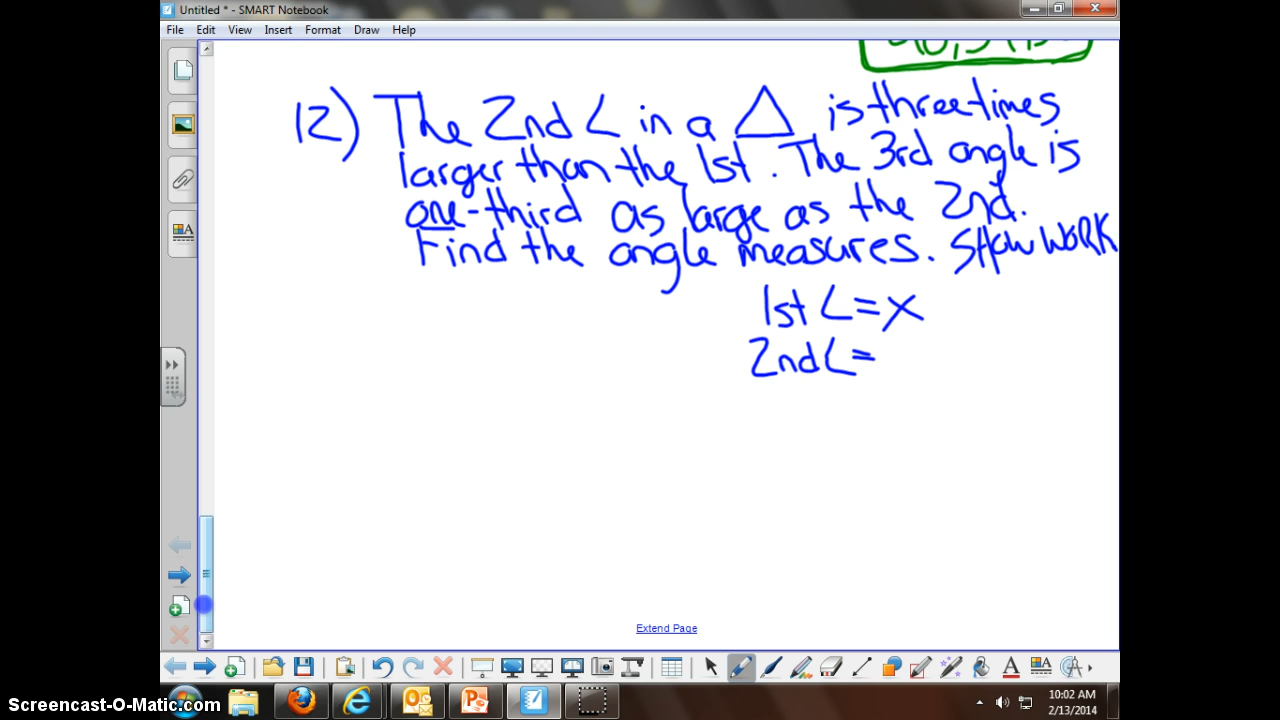 Untitled * - SMART Notebook
File Edit View Insert Format Draw Help
12) The 2nd ∠ in a △ is three times
larger than the 1st. The 3rd angle is
one-third as large as the 2nd.
Find the angle measures. SHOW WORK
1st ∠ = x
2nd ∠ =
Extend Page
10:02 AM
2/13/2014
Screencast-O-Matic.com